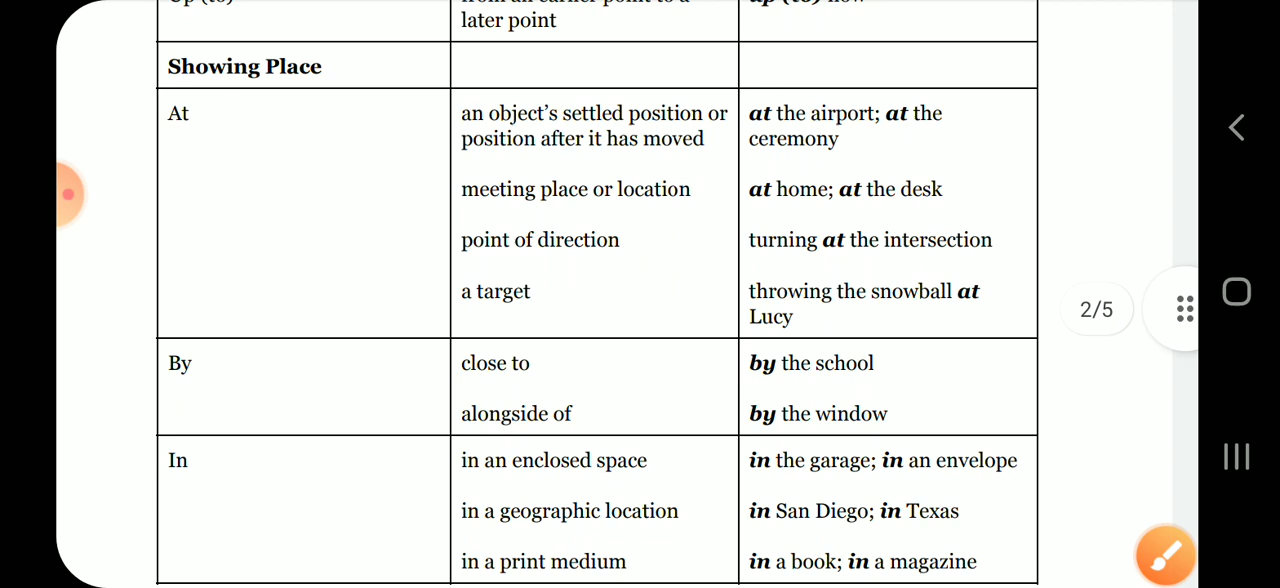 later point
Showing Place
At
an object's settled position or
position after it has moved
at the airport; at the
ceremony
meeting place or location
at home; at the desk
point of direction
turning at the intersection
a target
throwing the snowball at
Lucy
By
close to
by the school
alongside of
by the window
In
in an enclosed space
in the garage; in an envelope
in a geographic location
in San Diego; in Texas
in a print medium
in a book; in a magazine
2/5